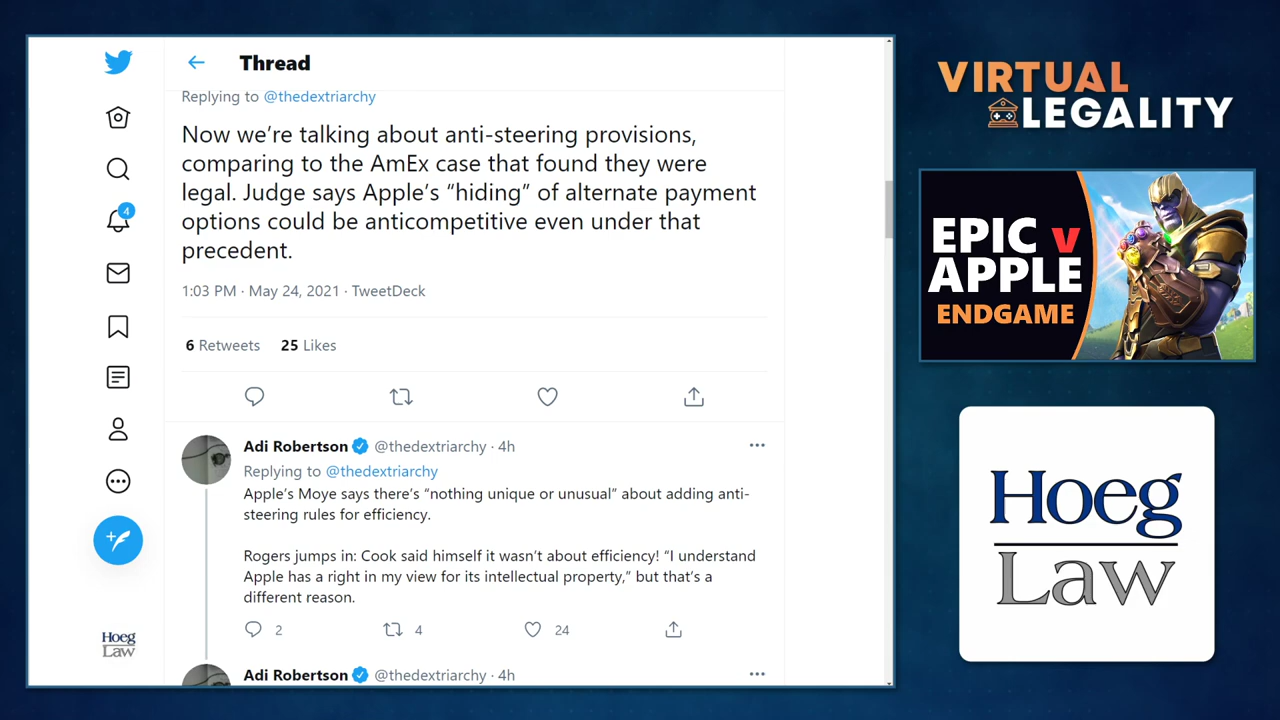 Thread
Replying to @thedextriarchy
Now we're talking about anti-steering provisions,
comparing to the AmEx case that found they were
legal. Judge says Apple's “hiding” of alternate payment
options could be anticompetitive even under that
precedent.
1:03 PM · May 24, 2021 · TweetDeck
6 Retweets 25 Likes
Adi Robertson @thedextriarchy · 4h
Replying to @thedextriarchy
Apple's Moye says there's “nothing unique or unusual” about adding anti-
steering rules for efficiency.
Rogers jumps in: Cook said himself it wasn't about efficiency! “I understand
Apple has a right in my view for its intellectual property,” but that's a
different reason.
2 4 24
Adi Robertson @thedextriarchy · 4h
4
Hoeg
Law
VIRTUAL
LEGALITY
EPIC v
APPLE
ENDGAME
Hoeg
Law